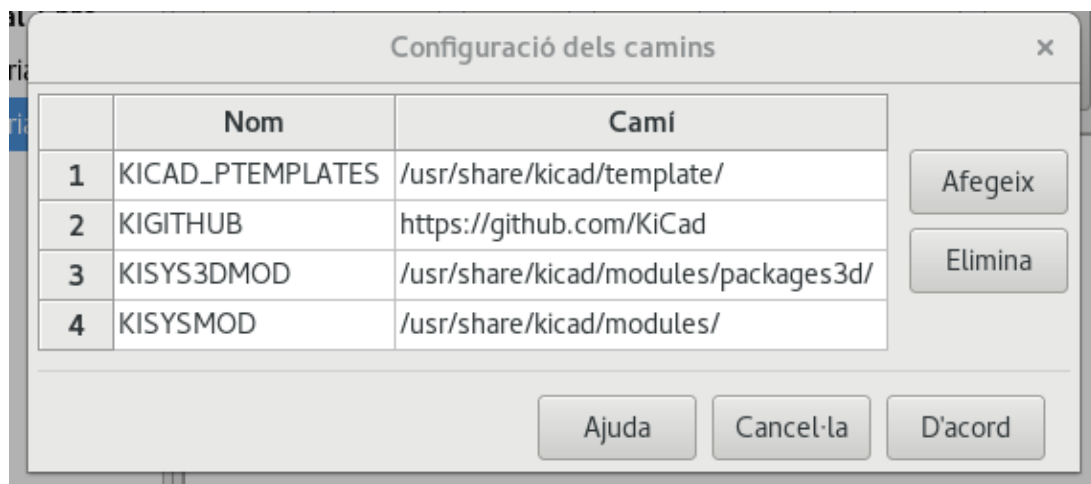 Configuració dels camins
Nom Camí
1 KICAD_PTEMPLATES /usr/share/kicad/template/
2 KIGITHUB https://github.com/KiCad
3 KISYS3DMOD /usr/share/kicad/modules/packages3d/
4 KISYSMOD /usr/share/kicad/modules/
Afegeix
Elimina
Ajuda Cancel·la D'acord